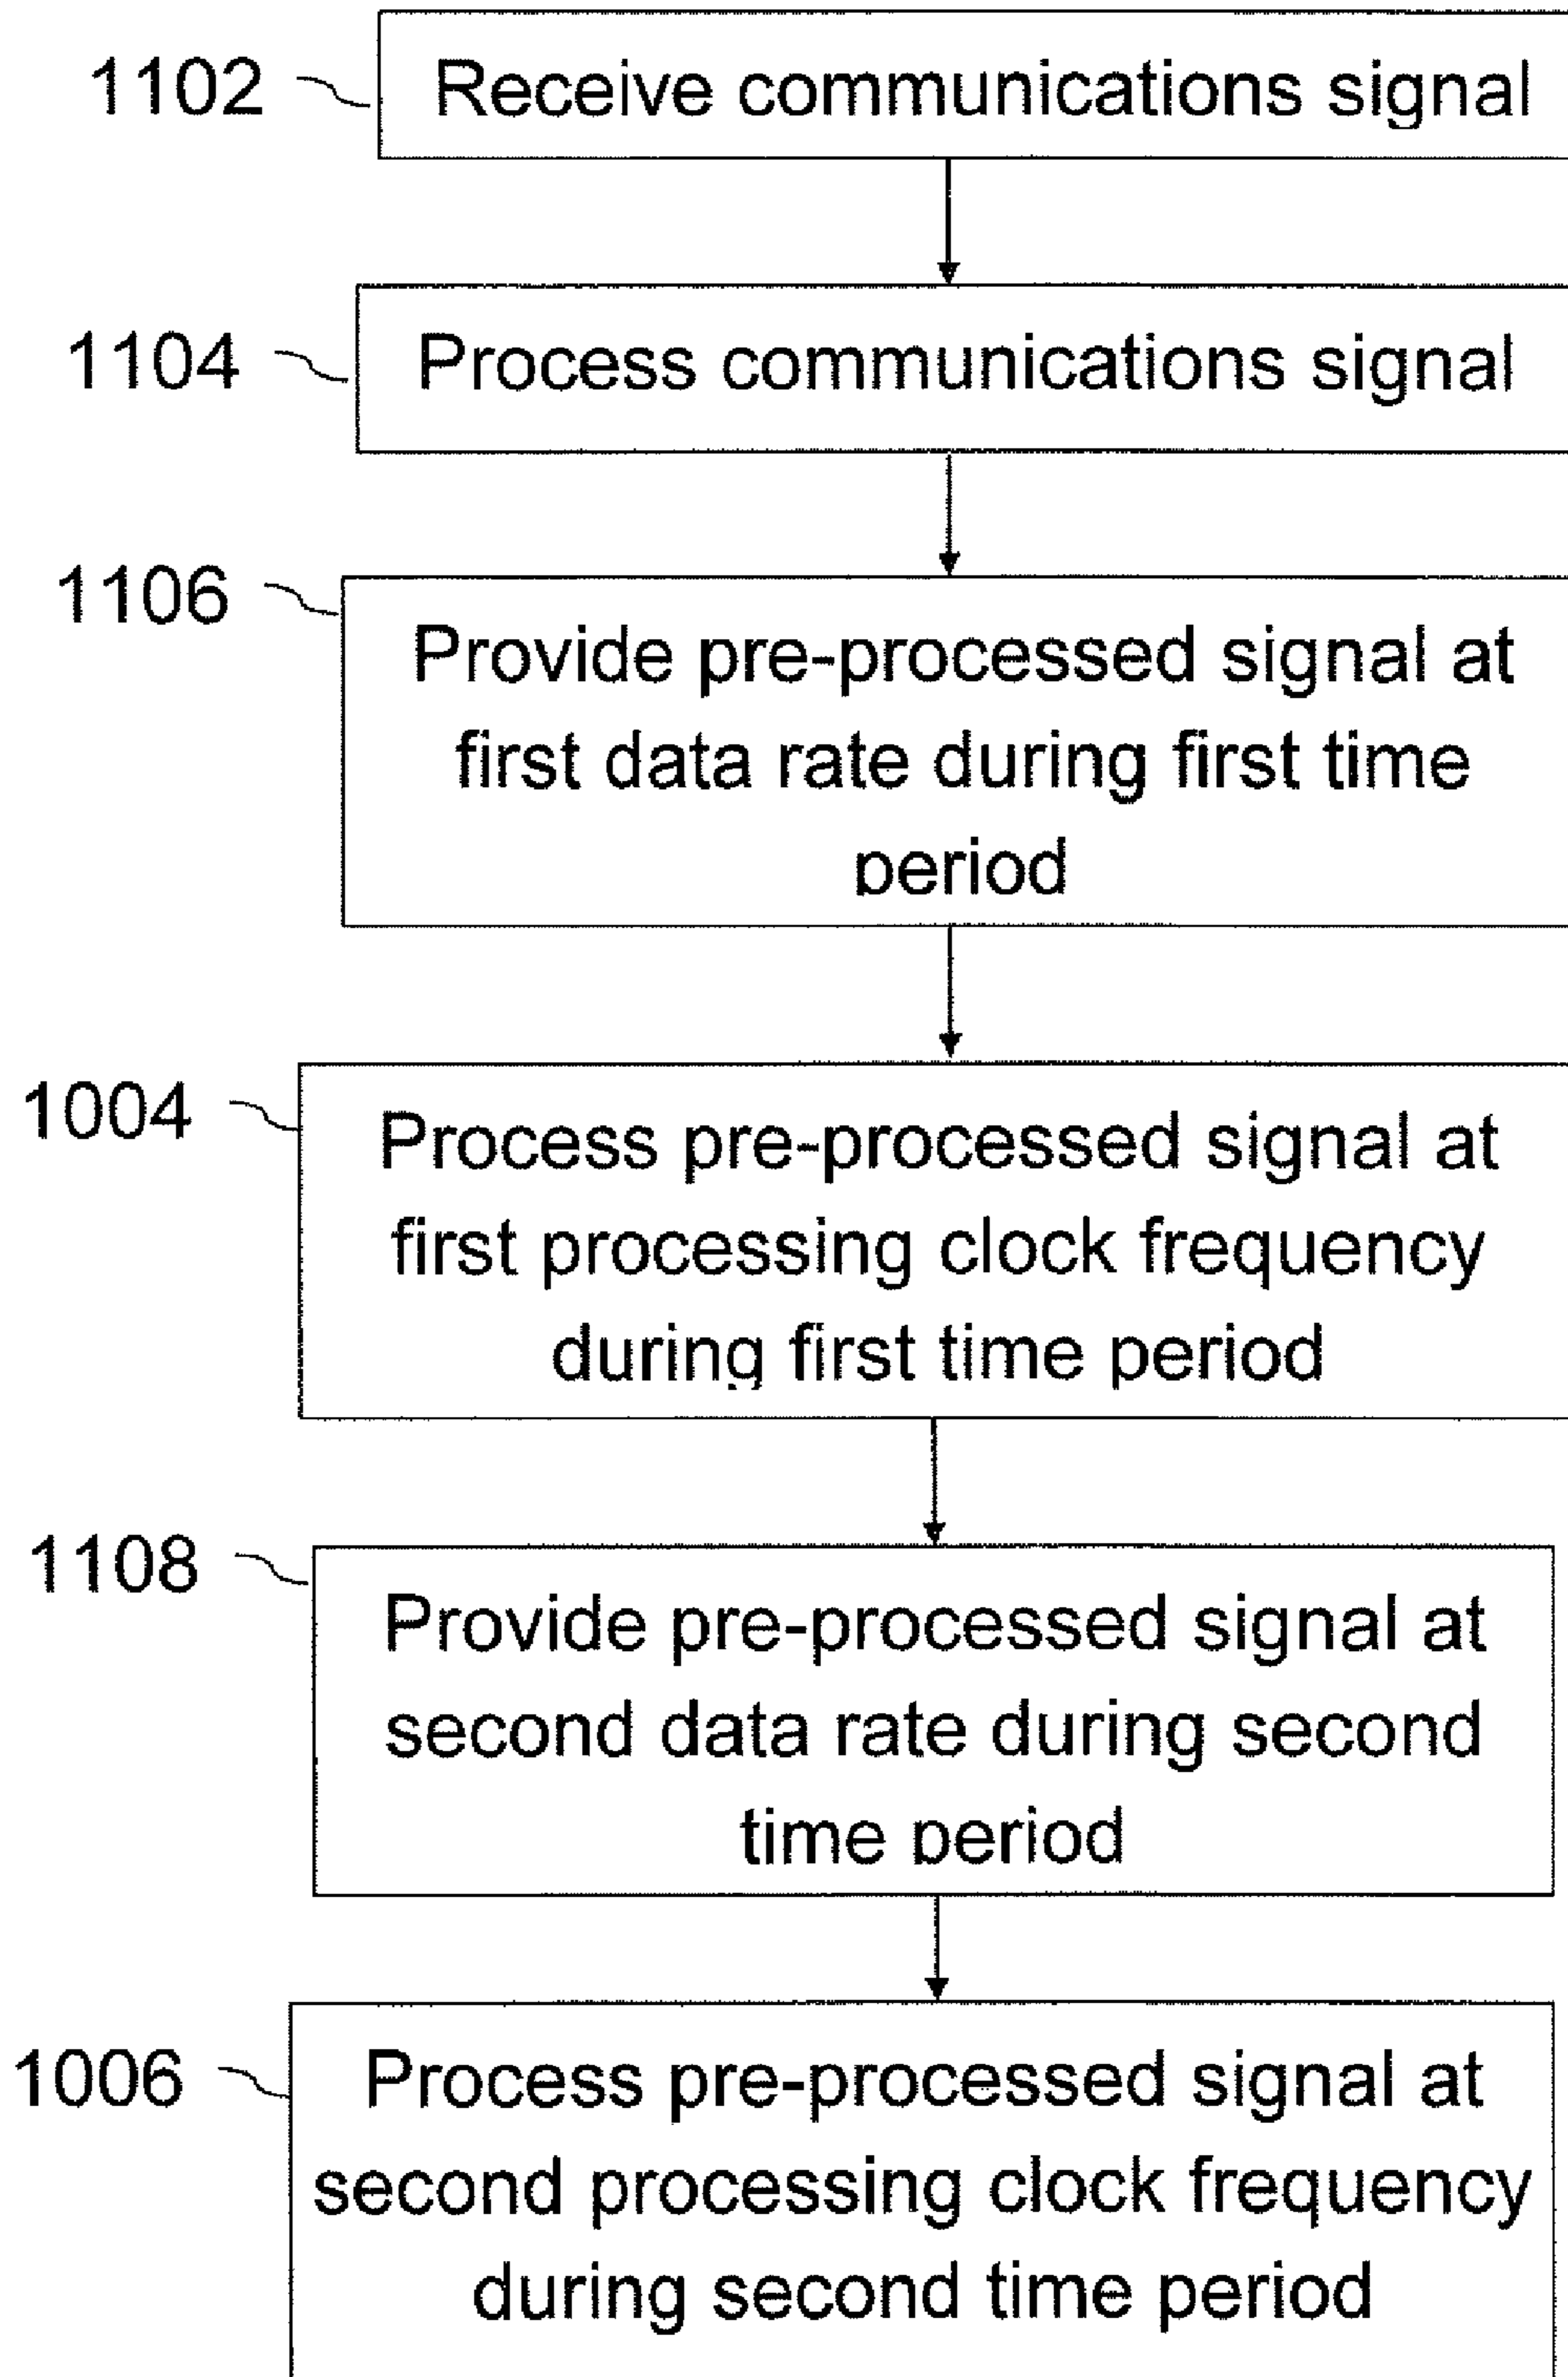 1102 Receive communications signal
1104 Process communications signal
1106 Provide pre-processed signal at
first data rate during first time
period
1004 Process pre-processed signal at
first processing clock frequency
during first time period
1108 Provide pre-processed signal at
second data rate during second
time period
1006 Process pre-processed signal at
second processing clock frequency
during second time period